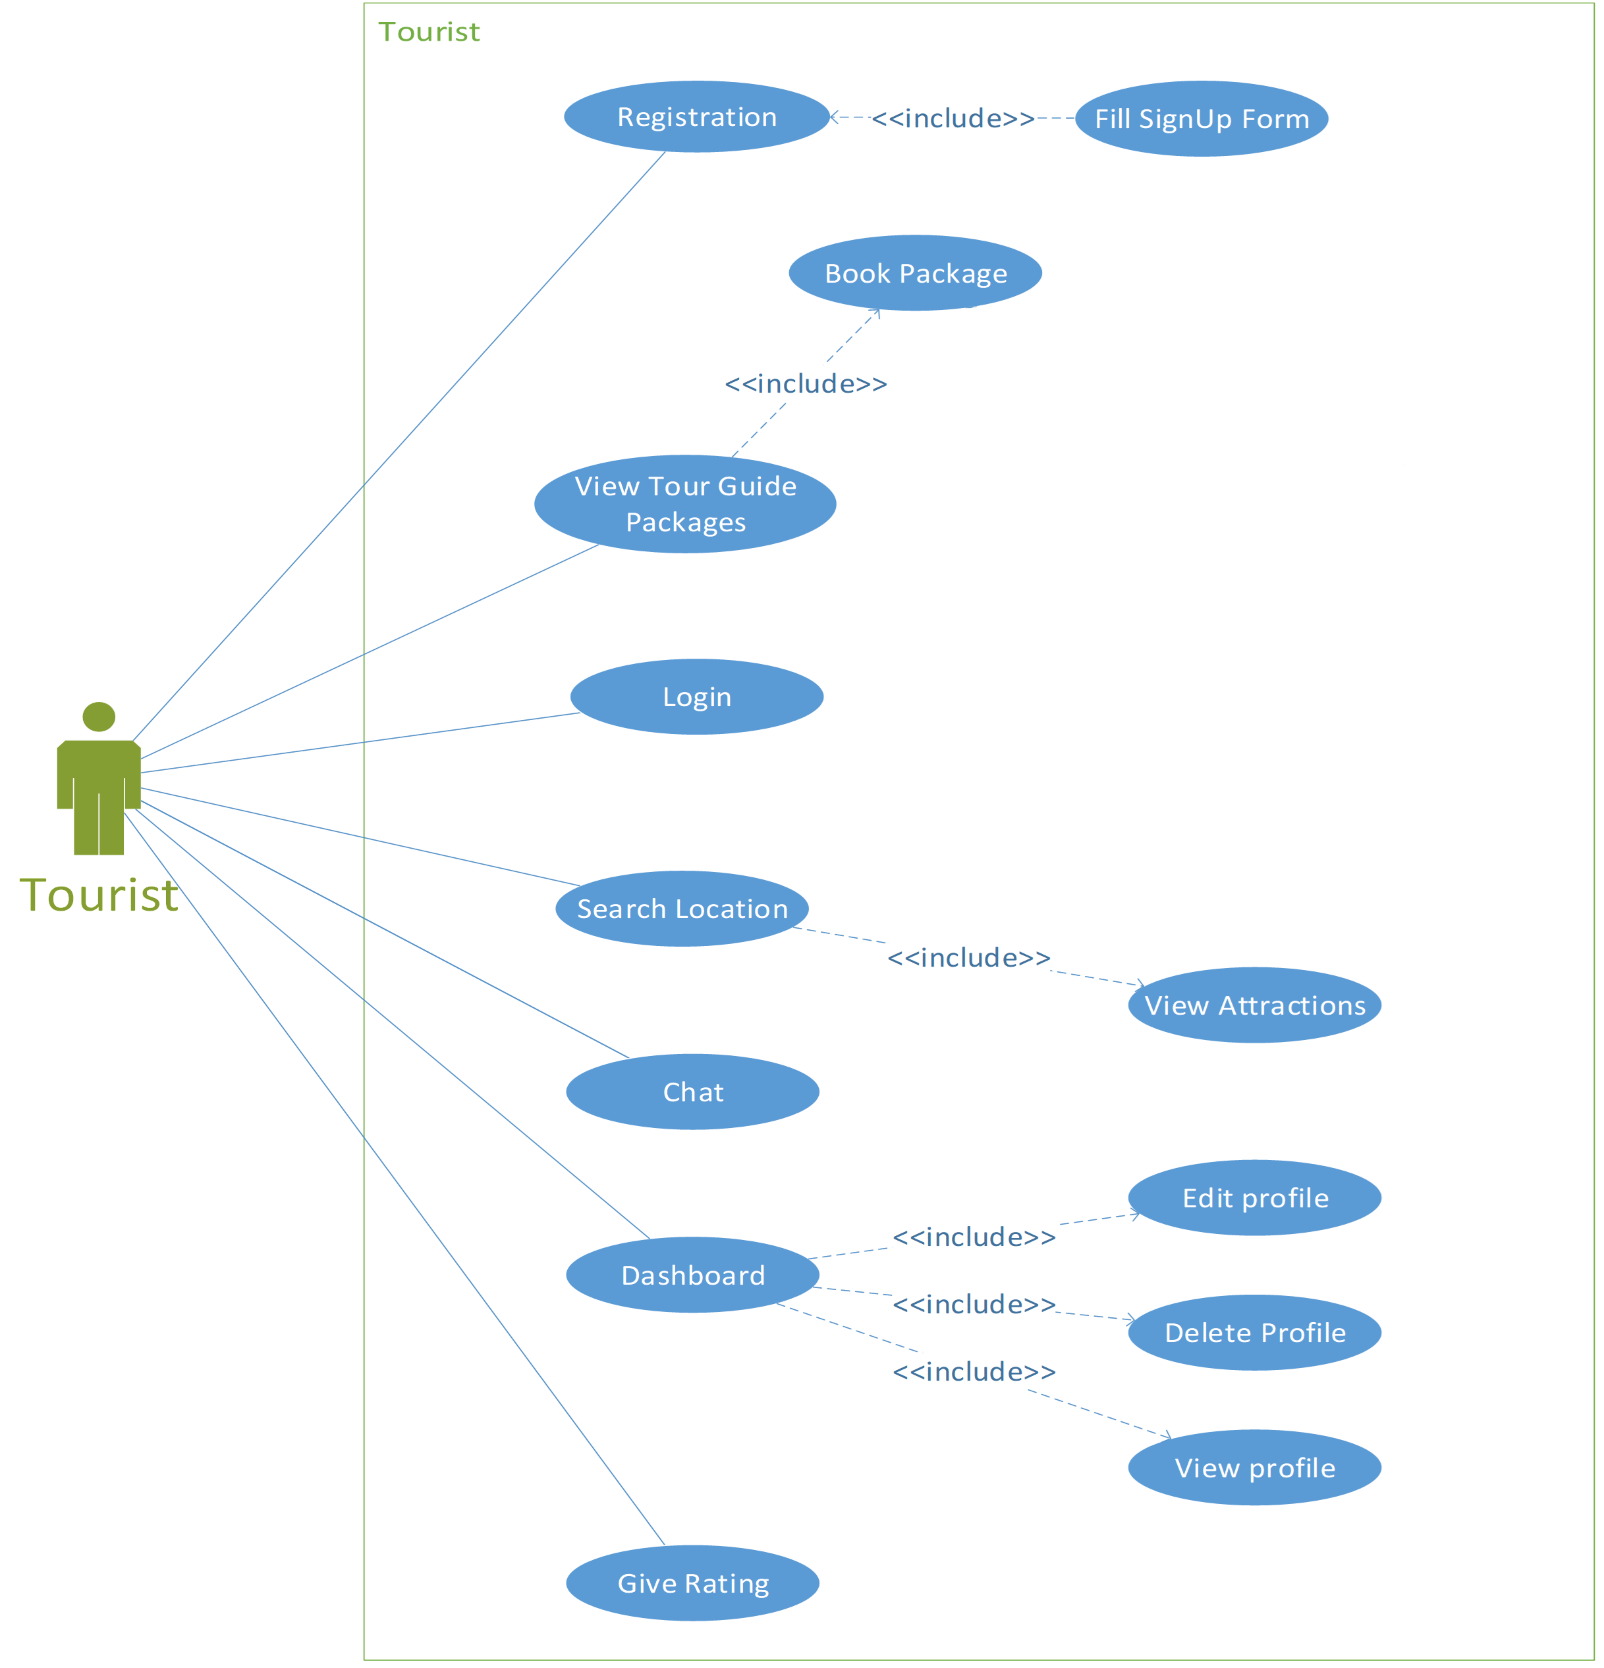 Tourist
Registration
<<include>>
Fill SignUp Form
Book Package
<<include>>
View Tour Guide
Packages
Login
Tourist
Search Location
<<include>>
View Attractions
Chat
Edit profile
<<include>>
Dashboard
<<include>>
Delete Profile
<<include>>
View profile
Give Rating